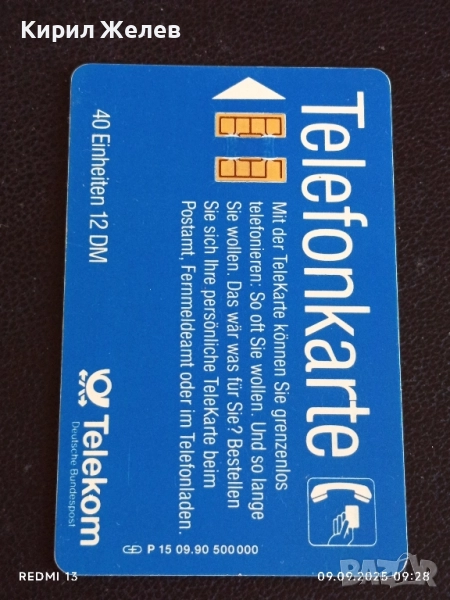 Кирил Желев
Telefonkarte
Mit der TeleKarte können Sie grenzenlos
telefonieren: So oft Sie wollen. Und so lange
Sie wollen. Das wär was für Sie? Bestellen
Sie sich Ihre persönliche TeleKarte beim
Postamt, Fernmeldeamt oder im Telefonladen.
40 Einheiten 12 DM
Telekom
Deutsche Bundespost
P 15 09.90 500000
REDMI 13
09.09.2025 09:28
bazar